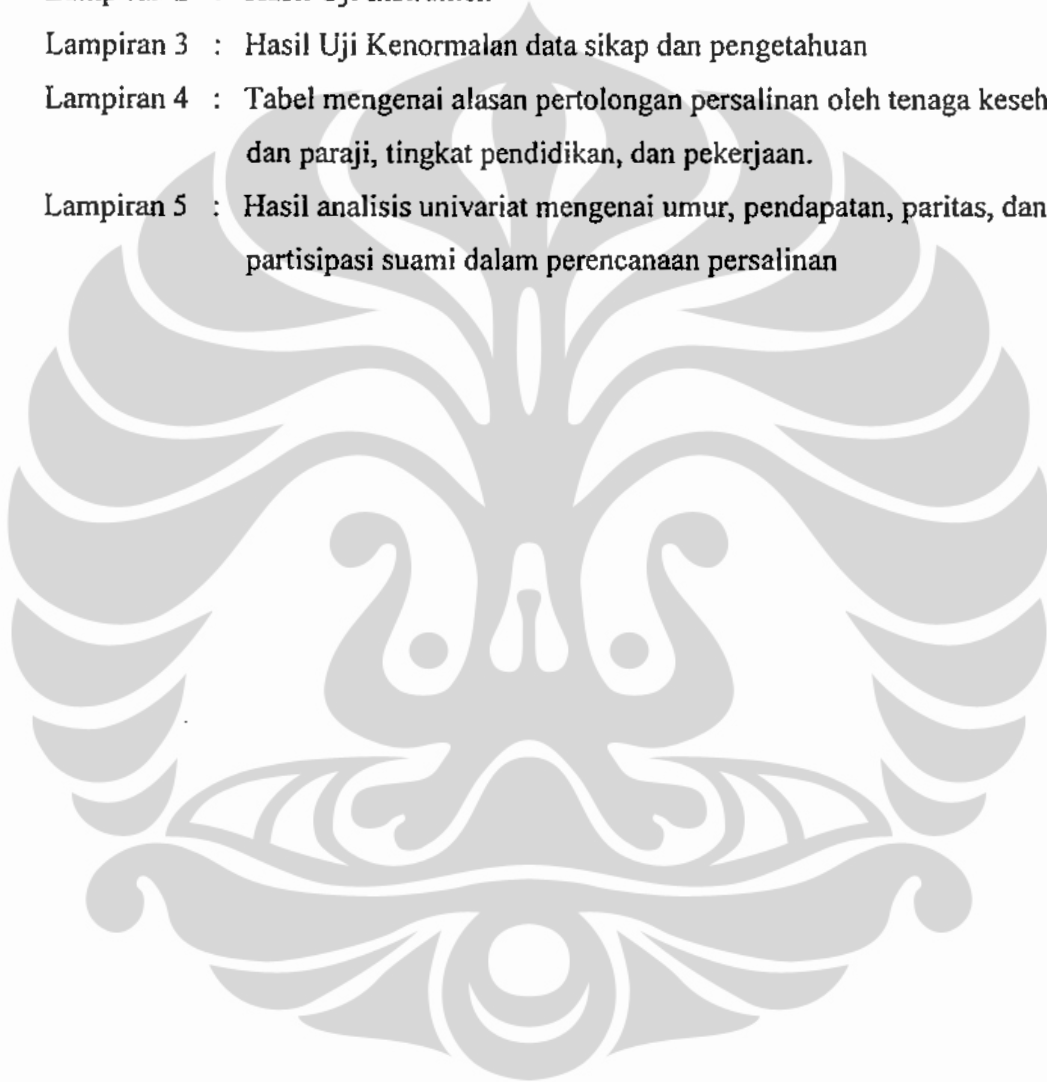 Lampiran 3 : Hasil Uji Kenormalan data sikap dan pengetahuan
Lampiran 4 : Tabel mengenai alasan pertolongan persalinan oleh tenaga keseh
dan paraji, tingkat pendidikan, dan pekerjaan.
Lampiran 5 : Hasil analisis univariat mengenai umur, pendapatan, paritas, dan
partisipasi suami dalam perencanaan persalinan